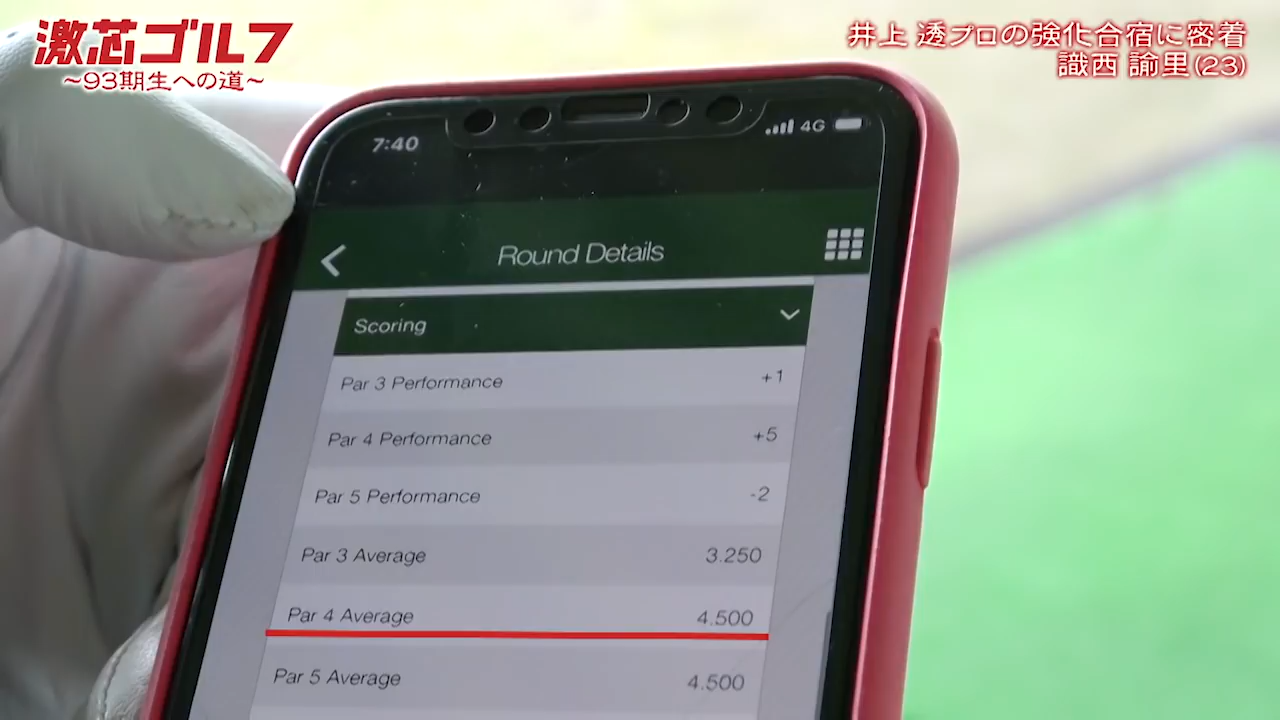 激芯ゴルフ
~93期生への道~
井上 透プロの強化合宿に密着
識西 諭里(23)
7:40
4G
Round Details
Scoring
Par 3 Performance +1
Par 4 Performance +5
Par 5 Performance -2
Par 3 Average 3.250
Par 4 Average 4.500
Par 5 Average 4.500